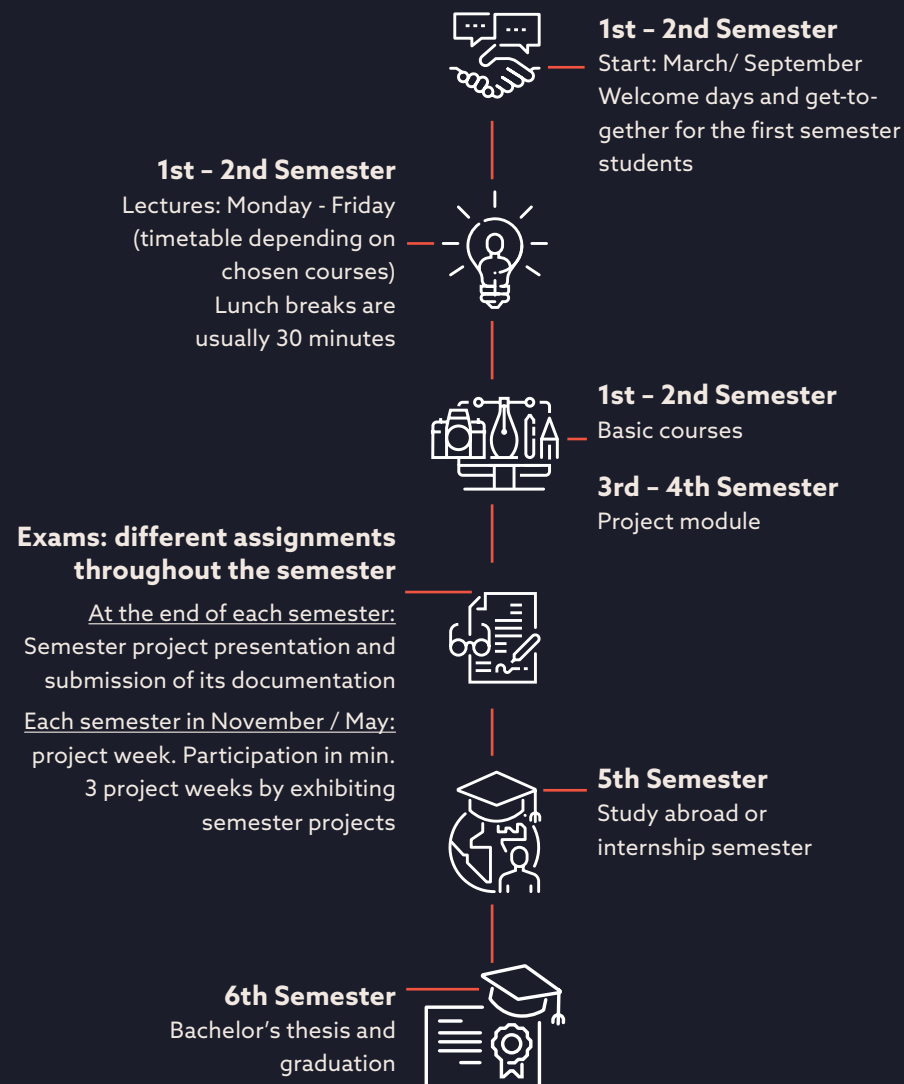 1st – 2nd Semester
Start: March/ September
Welcome days and get-to-
gether for the first semester
students
1st – 2nd Semester
Lectures: Monday - Friday
(timetable depending on
chosen courses)
Lunch breaks are
usually 30 minutes
1st – 2nd Semester
Basic courses
3rd – 4th Semester
Project module
Exams: different assignments
throughout the semester
At the end of each semester:
Semester project presentation and
submission of its documentation
Each semester in November / May:
project week. Participation in min.
3 project weeks by exhibiting
semester projects
5th Semester
Study abroad or
internship semester
6th Semester
Bachelor’s thesis and
graduation